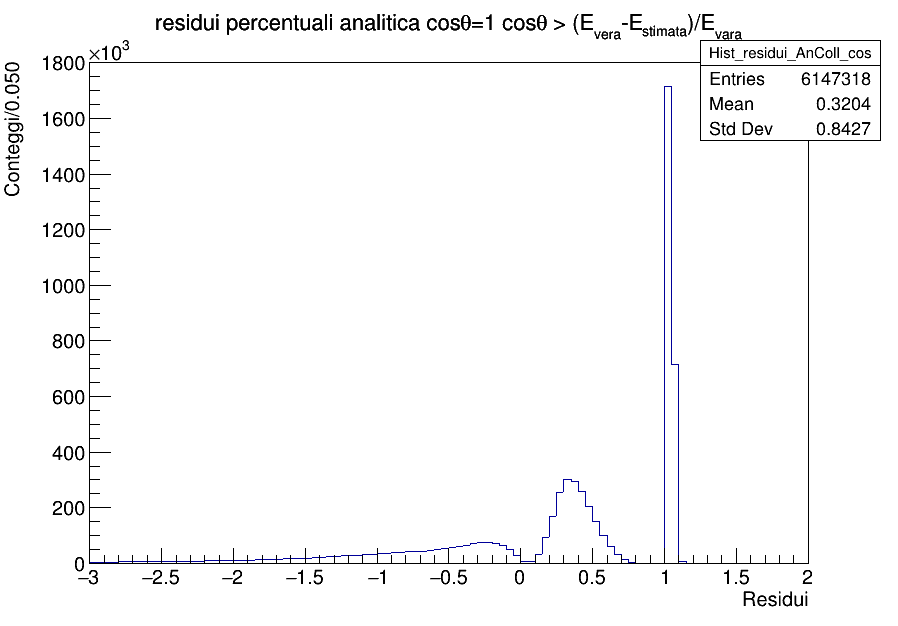 residui percentuali analitica cosθ=1 cosθ > (E_vera-E_stimata)/E_vara
Hist_residui_AnColl_cos
Entries 6147318
Mean 0.3204
Std Dev 0.8427
×10³
Conteggi/0.050
1800
1600
1400
1200
1000
800
600
400
200
0
−3 −2.5 −2 −1.5 −1 −0.5 0 0.5 1 1.5 2
Residui